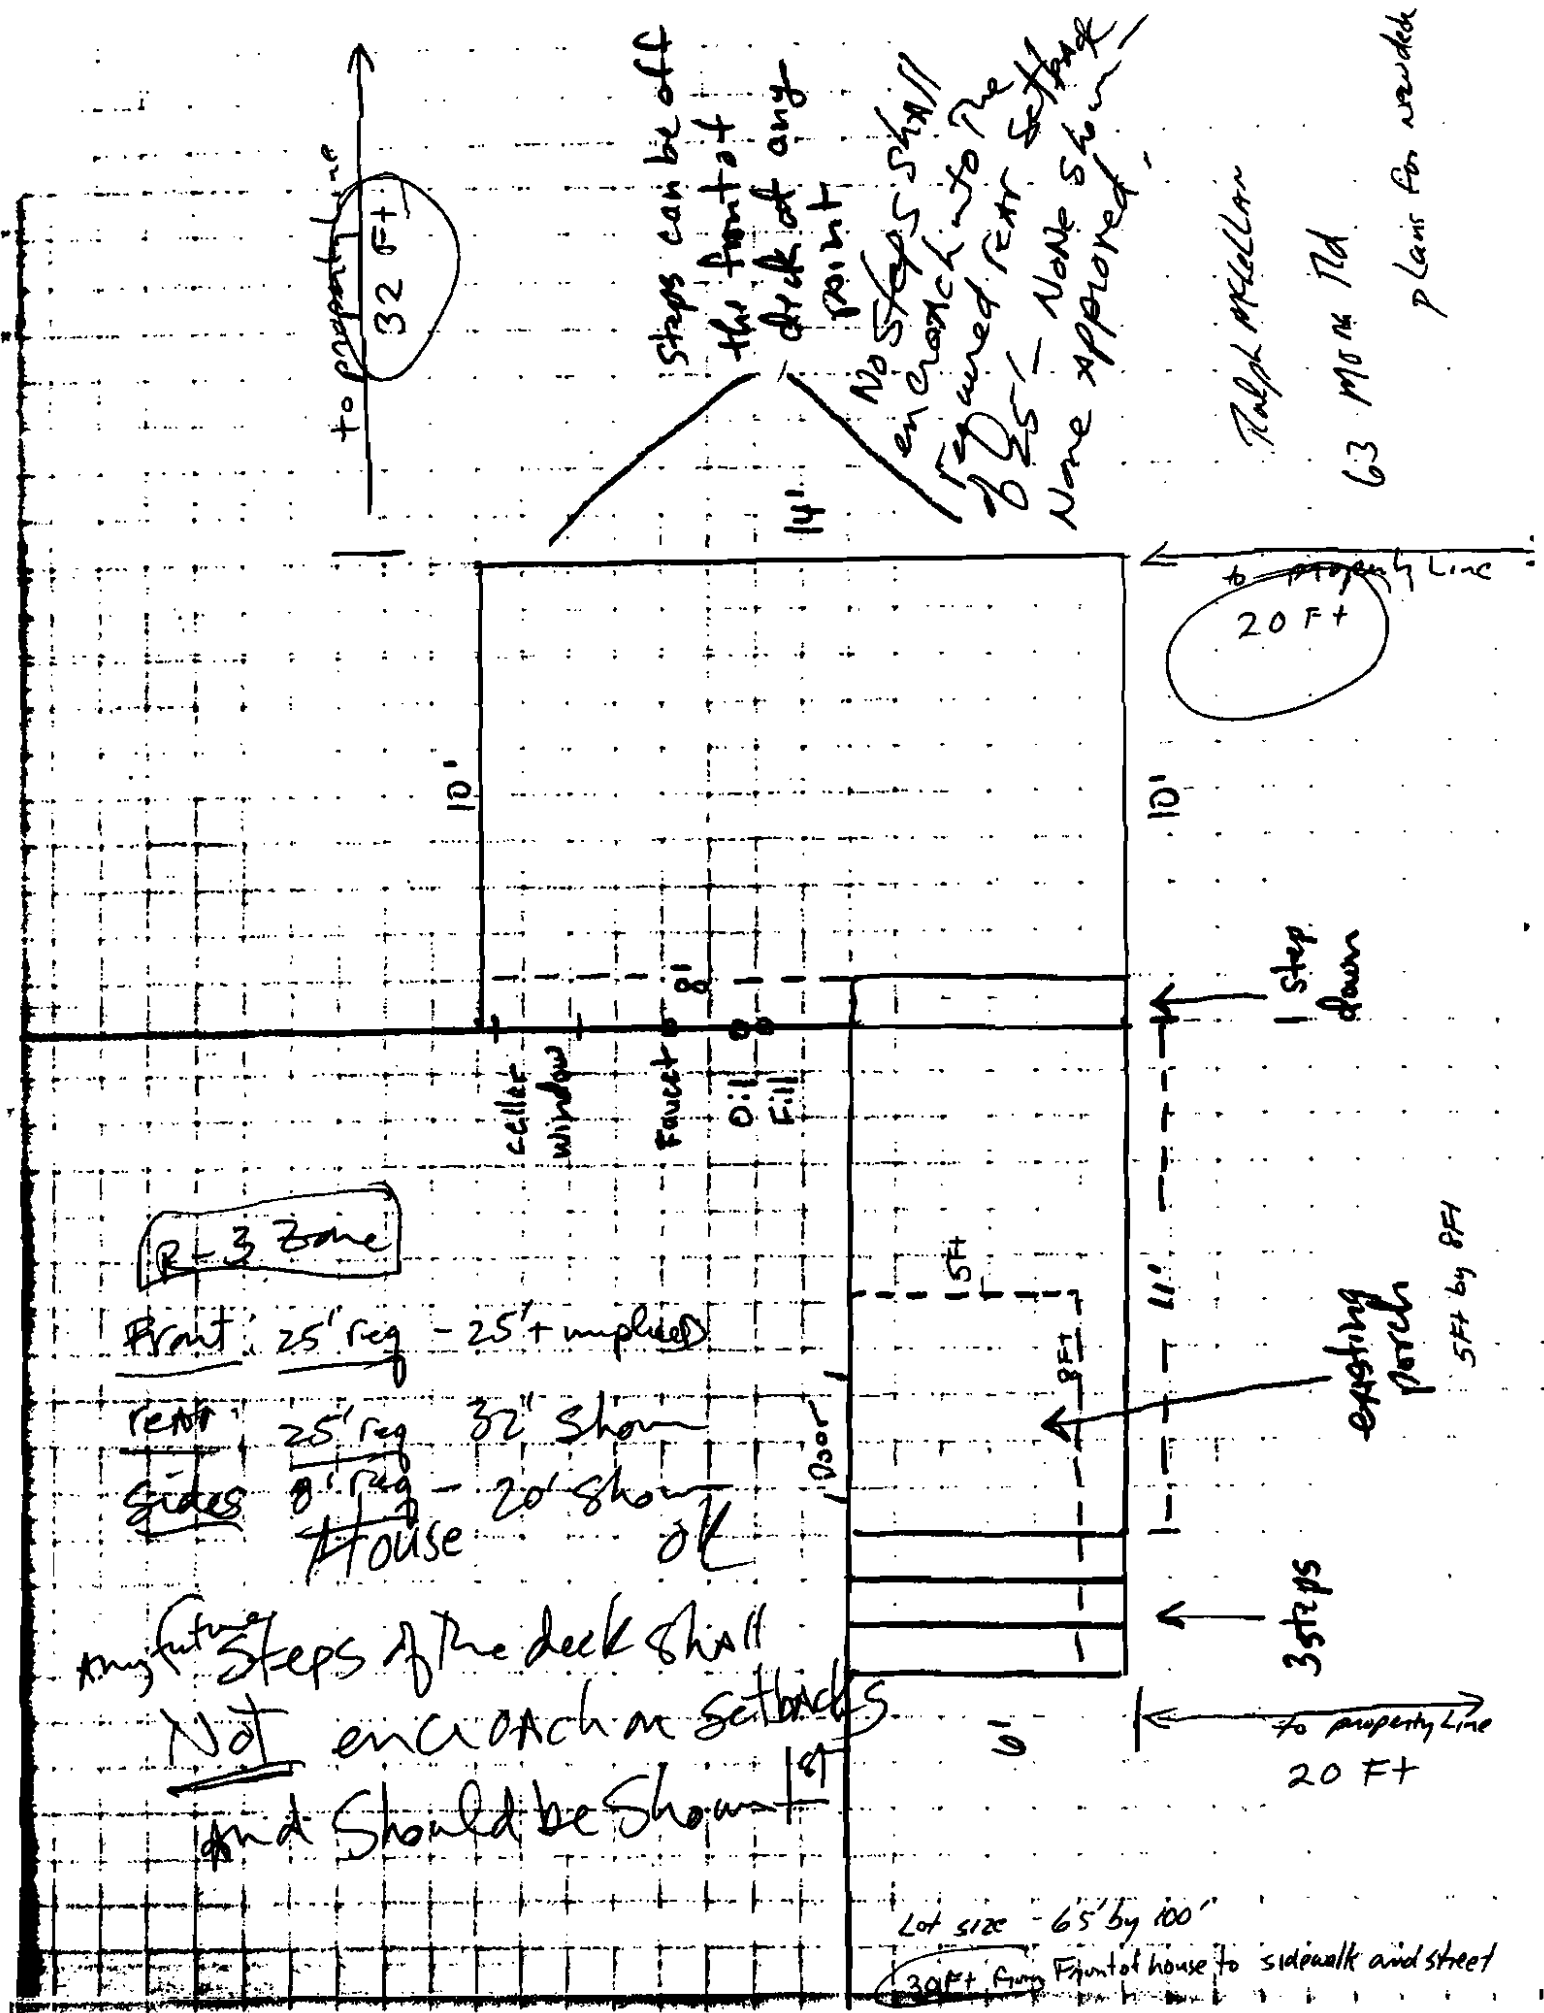 to property line
32 Ft
steps can be off
the front of
deck at any
point
No Steps Shall
encroach into The
required rear setback
of 25' - None Shown,
None Approved.
Ralph McLellan
63
plans for new deck
14'
to property Line
20 Ft
10'
10'
8'
1 step
down
celler
window
Faucet
Oil
Fill
R-3 Zone
Front: 25' req - 25'+ implied
rear: 25' req 32' Shown
Sides 8' req - 20' Shown
House
ok
Any future Steps of The deck shall
Not encroach on setbacks
And Should be Shown 1st
5Ft
8Ft
Door
11'
existing
porch
5Ft by 8Ft
3 steps
6'
to property Line
20 Ft
Lot size - 65' by 100'
30Ft from Front of house to sidewalk and street